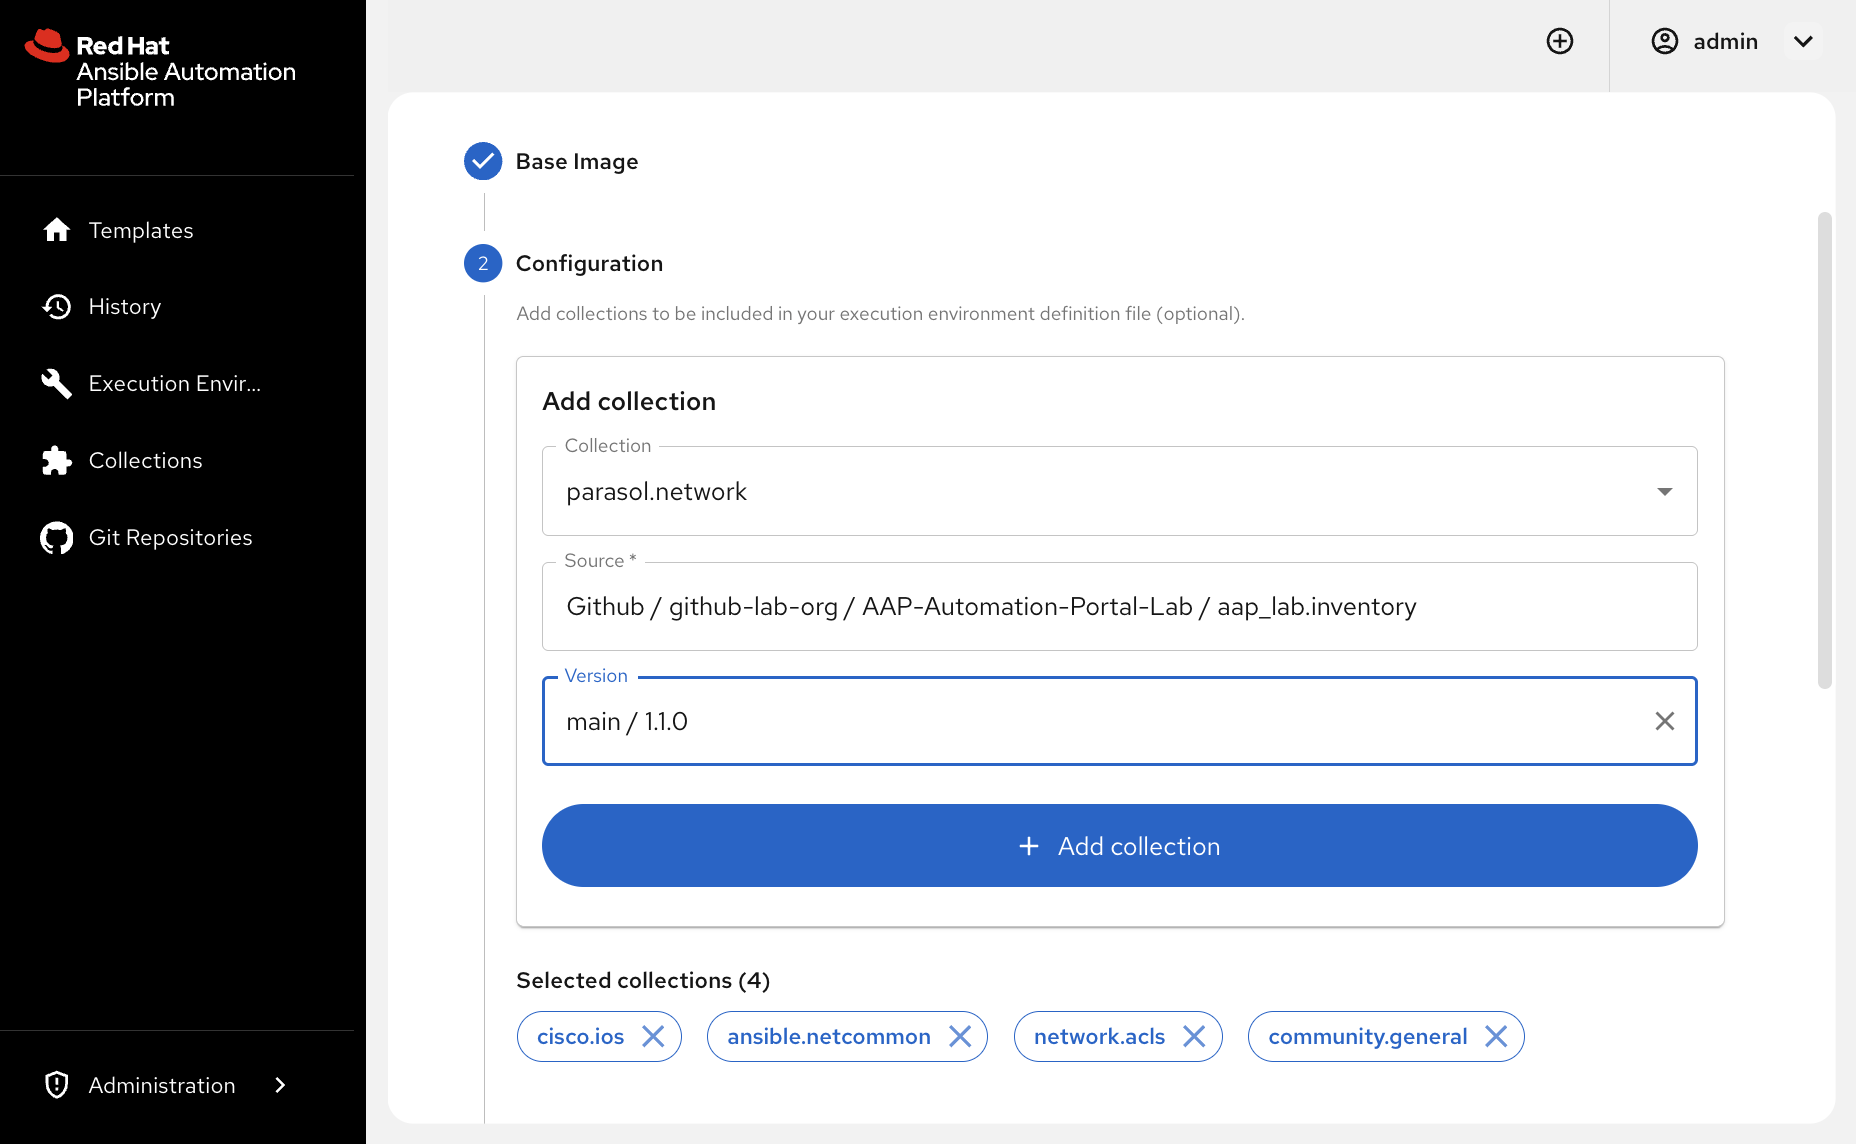 Red Hat
Ansible Automation
Platform
admin
Templates
History
Execution Envir...
Collections
Git Repositories
Administration
Base Image
2 Configuration
Add collections to be included in your execution environment definition file (optional).
Add collection
Collection
parasol.network
Source *
Github / github-lab-org / AAP-Automation-Portal-Lab / aap_lab.inventory
Version
main / 1.1.0
+ Add collection
Selected collections (4)
cisco.ios ansible.netcommon network.acls community.general